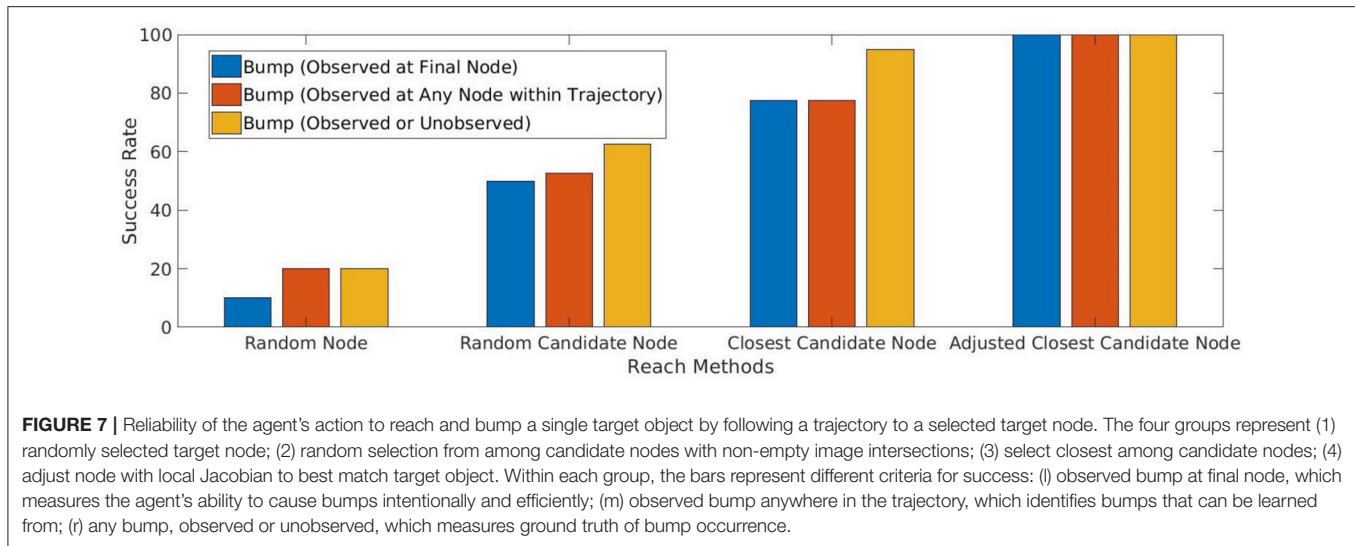 100
80
60
40
20
0
Success Rate
Bump (Observed at Final Node)
Bump (Observed at Any Node within Trajectory)
Bump (Observed or Unobserved)
Random Node
Random Candidate Node
Closest Candidate Node
Adjusted Closest Candidate Node
Reach Methods
FIGURE 7 | Reliability of the agent's action to reach and bump a single target object by following a trajectory to a selected target node. The four groups represent (1)
randomly selected target node; (2) random selection from among candidate nodes with non-empty image intersections; (3) select closest among candidate nodes; (4)
adjust node with local Jacobian to best match target object. Within each group, the bars represent different criteria for success: (l) observed bump at final node, which
measures the agent's ability to cause bumps intentionally and efficiently; (m) observed bump anywhere in the trajectory, which identifies bumps that can be learned
from; (r) any bump, observed or unobserved, which measures ground truth of bump occurrence.